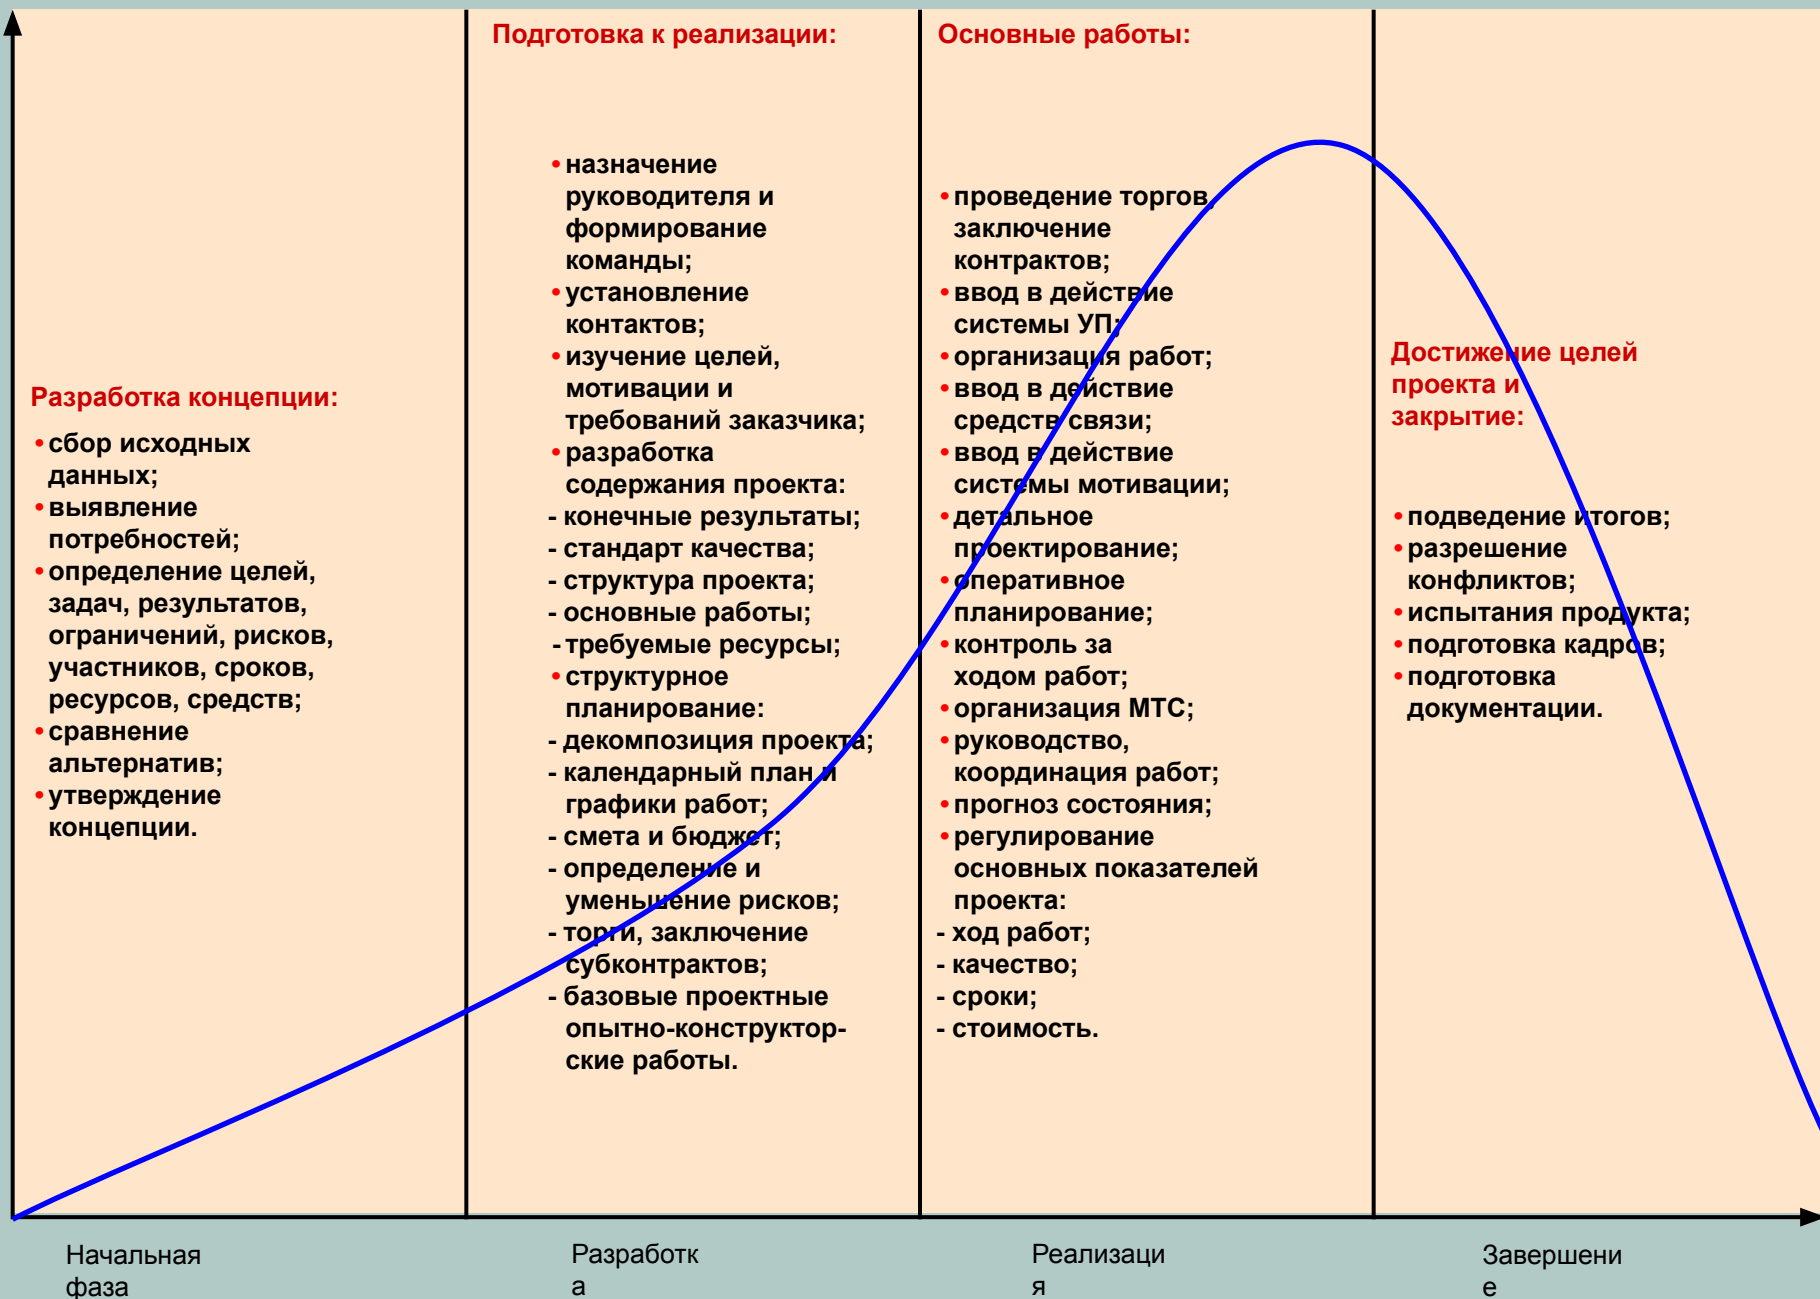 Разработка концепции:
•сбор исходных
данных;
•выявление
потребностей;
•определение целей,
задач, результатов,
ограничений, рисков,
участников, сроков,
ресурсов, средств;
•сравнение
альтернатив;
•утверждение
концепции.
Подготовка к реализации:
•назначение
руководителя и
формирование
команды;
•установление
контактов;
•изучение целей,
мотивации и
требований заказчика;
•разработка
содержания проекта:
- конечные результаты;
- стандарт качества;
- структура проекта;
- основные работы;
- требуемые ресурсы;
•структурное
планирование:
- декомпозиция проекта;
- календарный план и
графики работ;
- смета и бюджет;
- определение и
уменьшение рисков;
- торги, заключение
субконтрактов;
- базовые проектные
опытно-конструктор-
ские работы.
Основные работы:
•проведение торгов,
заключение
контрактов;
•ввод в действие
системы УП;
•организация работ;
•ввод в действие
средств связи;
•ввод в действие
системы мотивации;
•детальное
проектирование;
•оперативное
планирование;
•контроль за
ходом работ;
•организация МТС;
•руководство,
координация работ;
•прогноз состояния;
•регулирование
основных показателей
проекта:
- ход работ;
- качество;
- сроки;
- стоимость.
Достижение целей
проекта и
закрытие:
•подведение итогов;
•разрешение
конфликтов;
•испытания продукта;
•подготовка кадров;
•подготовка
документации.
Начальная
фаза
Разработк
а
Реализаци
я
Завершени
е